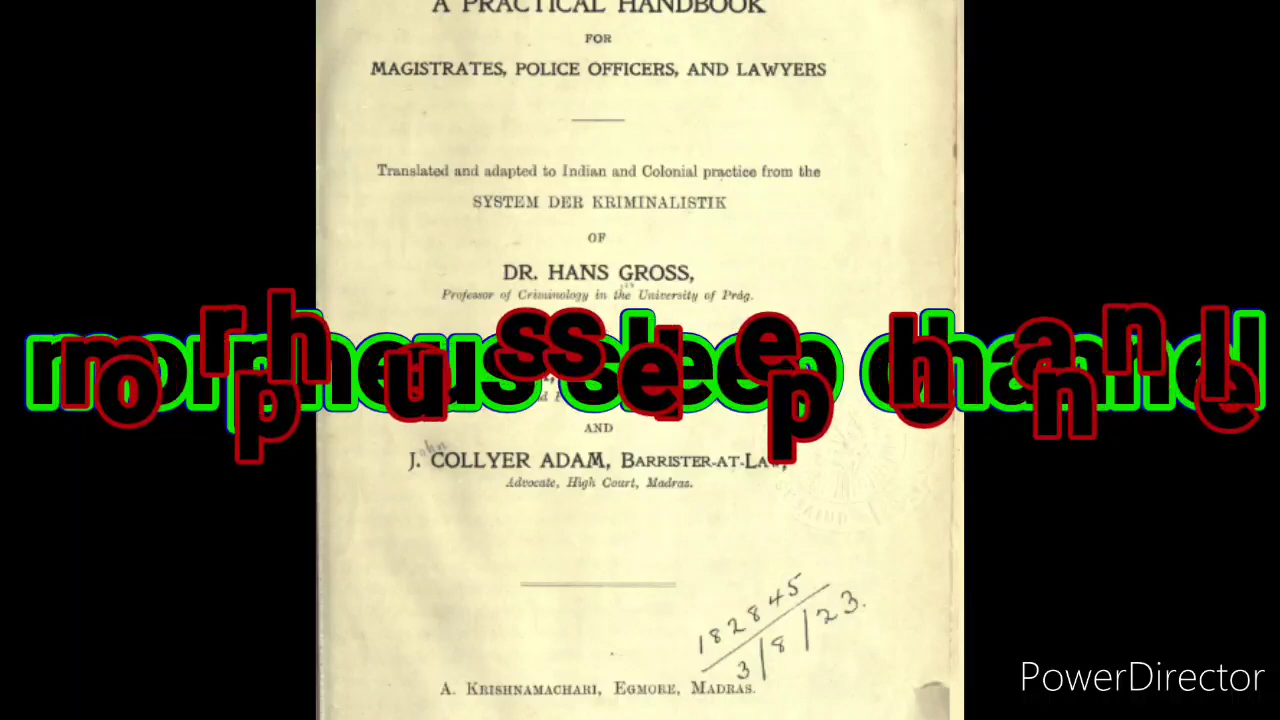 A PRACTICAL HANDBOOK
FOR
MAGISTRATES, POLICE OFFICERS, AND LAWYERS
Translated and adapted to Indian and Colonial practice from the
SYSTEM DER KRIMINALISTIK
OF
DR. HANS GROSS,
Professor of Criminology in the University of Prag.
morpheus sleep channel
AND
J. COLLYER ADAM, BARRISTER-AT-LAW,
John
Advocate, High Court, Madras.
182845
3/8/23.
A. KRISHNAMACHARI, EGMORE, MADRAS.
PowerDirector